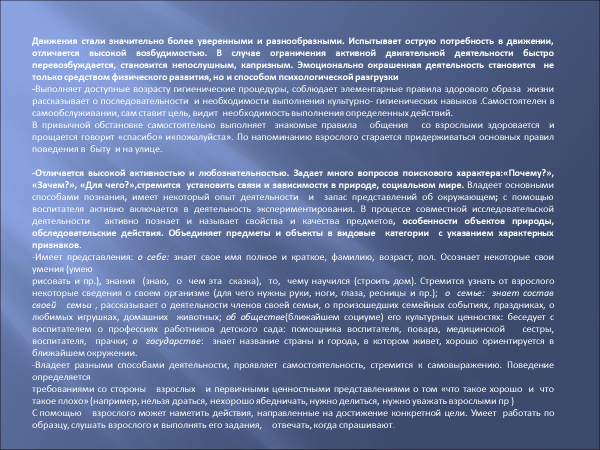 Движения стали значительно более уверенными и разнообразными. Испытывает острую потребность в движении,
отличается высокой возбудимостью. В случае ограничения активной двигательной деятельности быстро
перевозбуждается, становится непослушным, капризным. Эмоционально окрашенная деятельность становится не
только средством физического развития, но и способом психологической разгрузки
-Выполняет доступные возрасту гигиенические процедуры, соблюдает элементарные правила здорового образа жизни
рассказывает о последовательности и необходимости выполнения культурно- гигиенических навыков .Самостоятелен в
самообслуживании, сам ставит цель, видит необходимость выполнения определенных действий.
В привычной обстановке самостоятельно выполняет знакомые правила общения со взрослыми здоровается и
прощается говорит «спасибо» и«пожалуйста». По напоминанию взрослого старается придерживаться основных правил
поведения в быту и на улице.
-Отличается высокой активностью и любознательностью. Задает много вопросов поискового характера:«Почему?»,
«Зачем?», «Для чего?»,стремится установить связи и зависимости в природе, социальном мире. Владеет основными
способами познания, имеет некоторый опыт деятельности и запас представлений об окружающем; с помощью
воспитателя активно включается в деятельность экспериментирования. В процессе совместной исследовательской
деятельности активно познает и называет свойства и качества предметов, особенности объектов природы,
обследовательские действия. Объединяет предметы и объекты в видовые категории с указанием характерных
признаков.
-Имеет представления: о себе: знает свое имя полное и краткое, фамилию, возраст, пол. Осознает некоторые свои
умения (умею
рисовать и пр.), знания (знаю, о чем эта сказка), то, чему научился (строить дом). Стремится узнать от взрослого
некоторые сведения о своем организме (для чего нужны руки, ноги, глаза, ресницы и пр.); о семье: знает состав
своей семьи , рассказывает о деятельности членов своей семьи, о произошедших семейных событиях, праздниках, о
любимых игрушках, домашних животных; об обществе(ближайшем социуме) его культурных ценностях: беседует с
воспитателем о профессиях работников детского сада: помощника воспитателя, повара, медицинской сестры,
воспитателя, прачки; о государстве: знает название страны и города, в котором живет, хорошо ориентируется в
ближайшем окружении.
-Владеет разными способами деятельности, проявляет самостоятельность, стремится к самовыражению. Поведение
определяется
требованиями со стороны взрослых и первичными ценностными представлениями о том «что такое хорошо и что
такое плохо» (например, нельзя драться, нехорошо ябедничать, нужно делиться, нужно уважать взрослыми пр )
С помощью взрослого может наметить действия, направленные на достижение конкретной цели. Умеет работать по
образцу, слушать взрослого и выполнять его задания, отвечать, когда спрашивают.